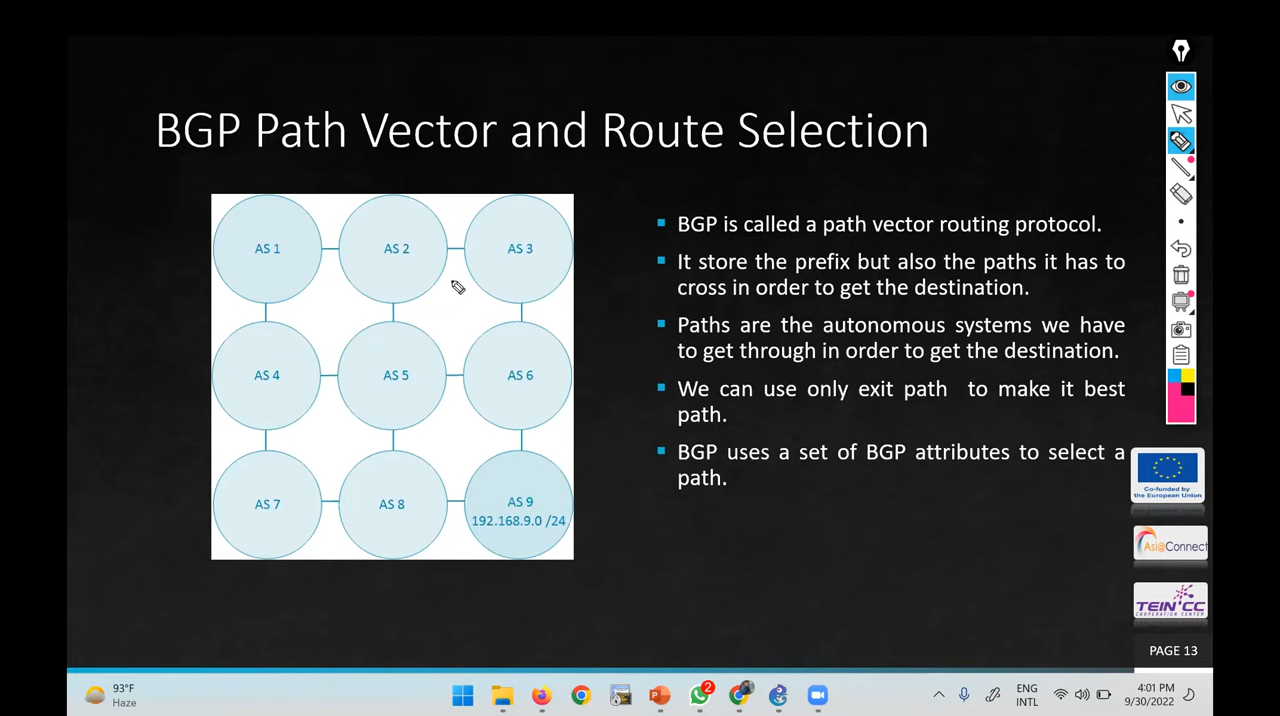 BGP Path Vector and Route Selection
AS 1
AS 2
AS 3
AS 4
AS 5
AS 6
AS 7
AS 8
AS 9
192.168.9.0 /24
BGP is called a path vector routing protocol.
It store the prefix but also the paths it has to
cross in order to get the destination.
Paths are the autonomous systems we have
to get through in order to get the destination.
We can use only exit path to make it best
path.
BGP uses a set of BGP attributes to select a
path.
Co-funded by
the European Union
Asi@Connect
TEIN*CC
COOPERATION CENTER
PAGE 13
93°F
Haze
2
ENG
INTL
4:01 PM
9/30/2022